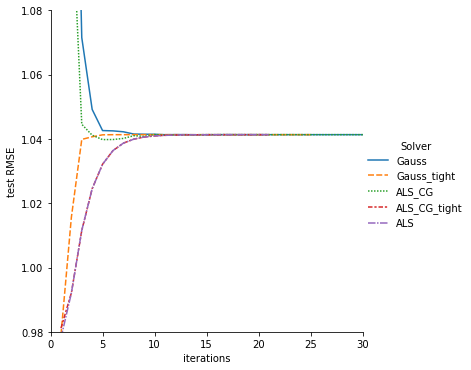 1.08
1.06
1.04
1.02
1.00
0.98
test RMSE
0 5 10 15 20 25 30
iterations
Solver
Gauss
Gauss_tight
ALS_CG
ALS_CG_tight
ALS